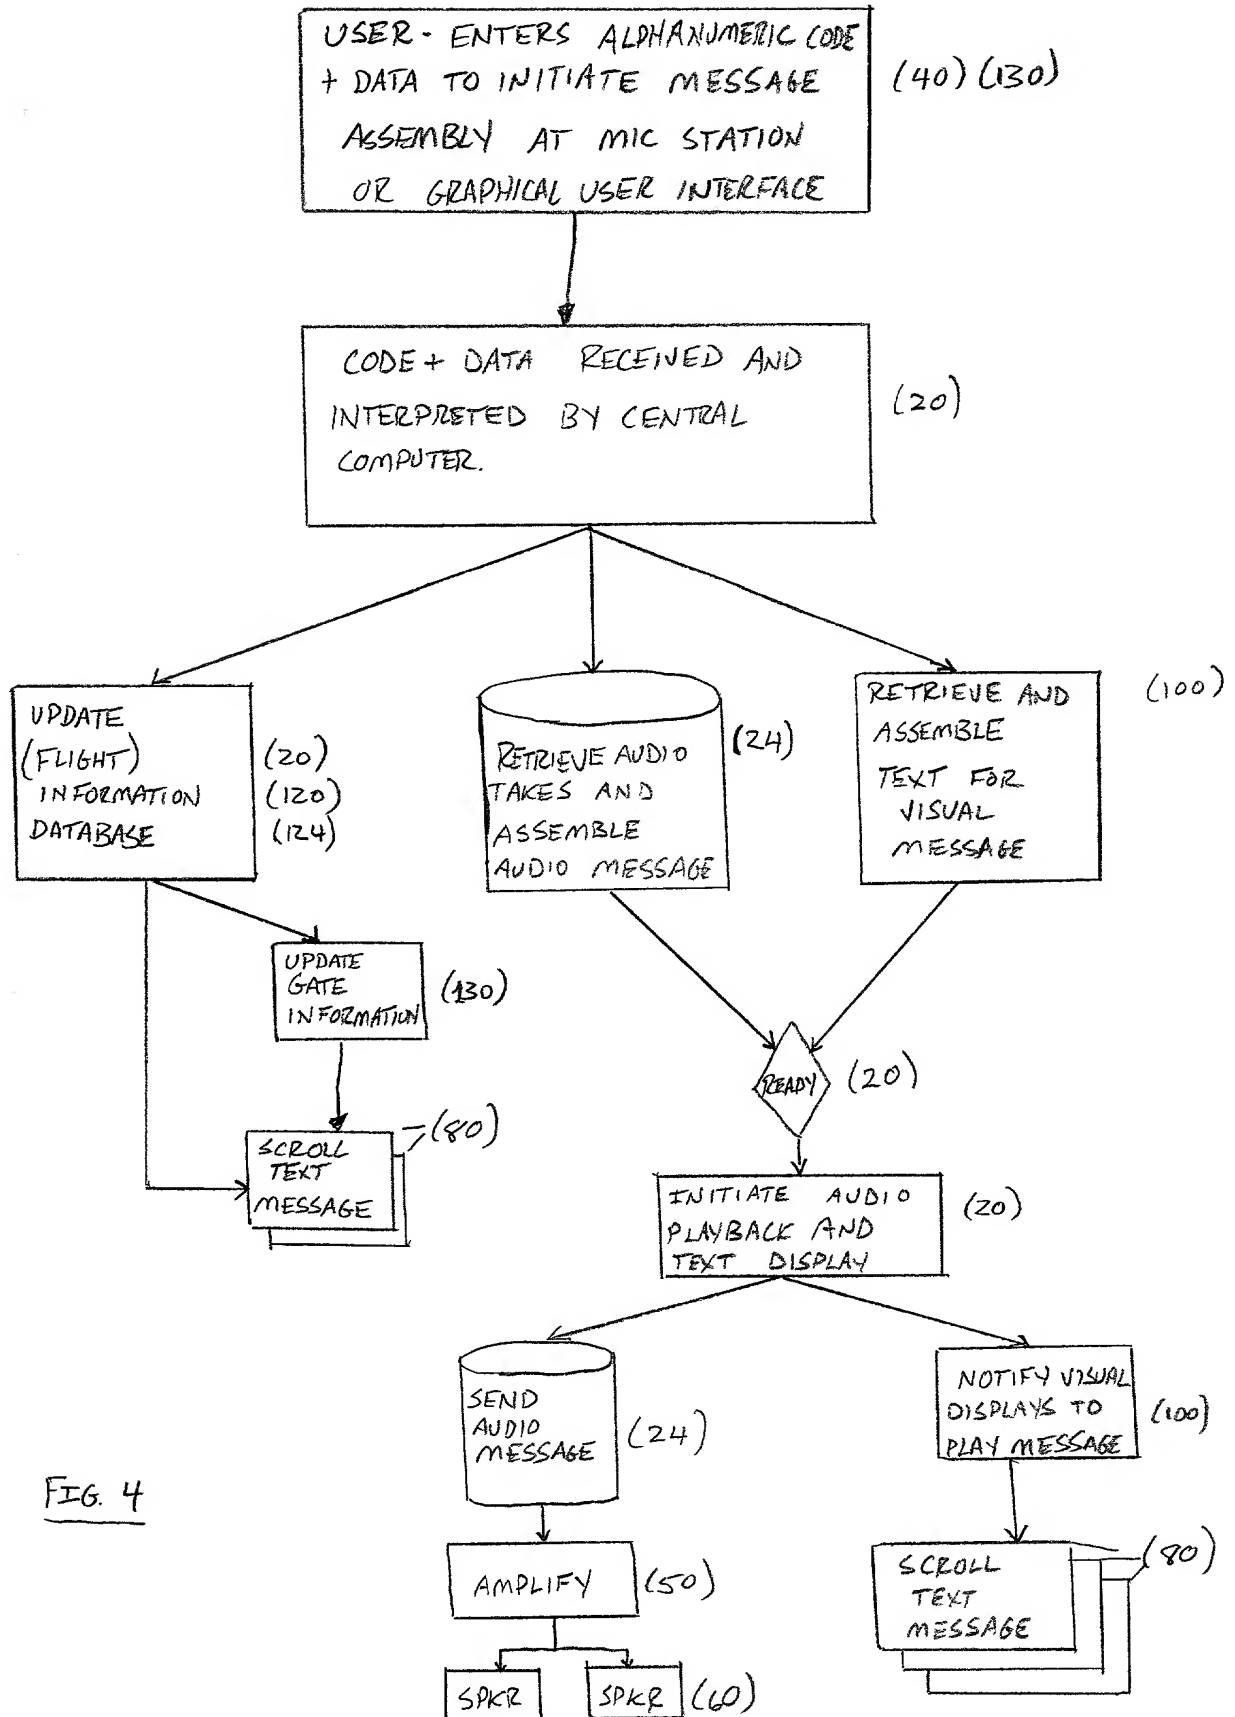 USER - ENTERS ALPHANUMERIC CODE
+ DATA TO INITIATE MESSAGE
ASSEMBLY AT MIC STATION
OR GRAPHICAL USER INTERFACE
(40) (130)
CODE + DATA RECEIVED AND
INTERPRETED BY CENTRAL
COMPUTER.
(20)
UPDATE
(FLIGHT)
INFORMATION
DATABASE
(20)
(120)
(124)
RETRIEVE AUDIO
TAKES AND
ASSEMBLE
AUDIO MESSAGE
(24)
RETRIEVE AND
ASSEMBLE
TEXT FOR
VISUAL
MESSAGE
(100)
UPDATE
GATE
INFORMATION
(130)
SCROLL
TEXT
MESSAGE
(80)
READY
(20)
INITIATE AUDIO
PLAYBACK AND
TEXT DISPLAY
(20)
SEND
AUDIO
MESSAGE
(24)
NOTIFY VISUAL
DISPLAYS TO
PLAY MESSAGE
(100)
FIG. 4
AMPLIFY
(50)
SCROLL
TEXT
MESSAGE
(80)
SPKR
SPKR
(60)